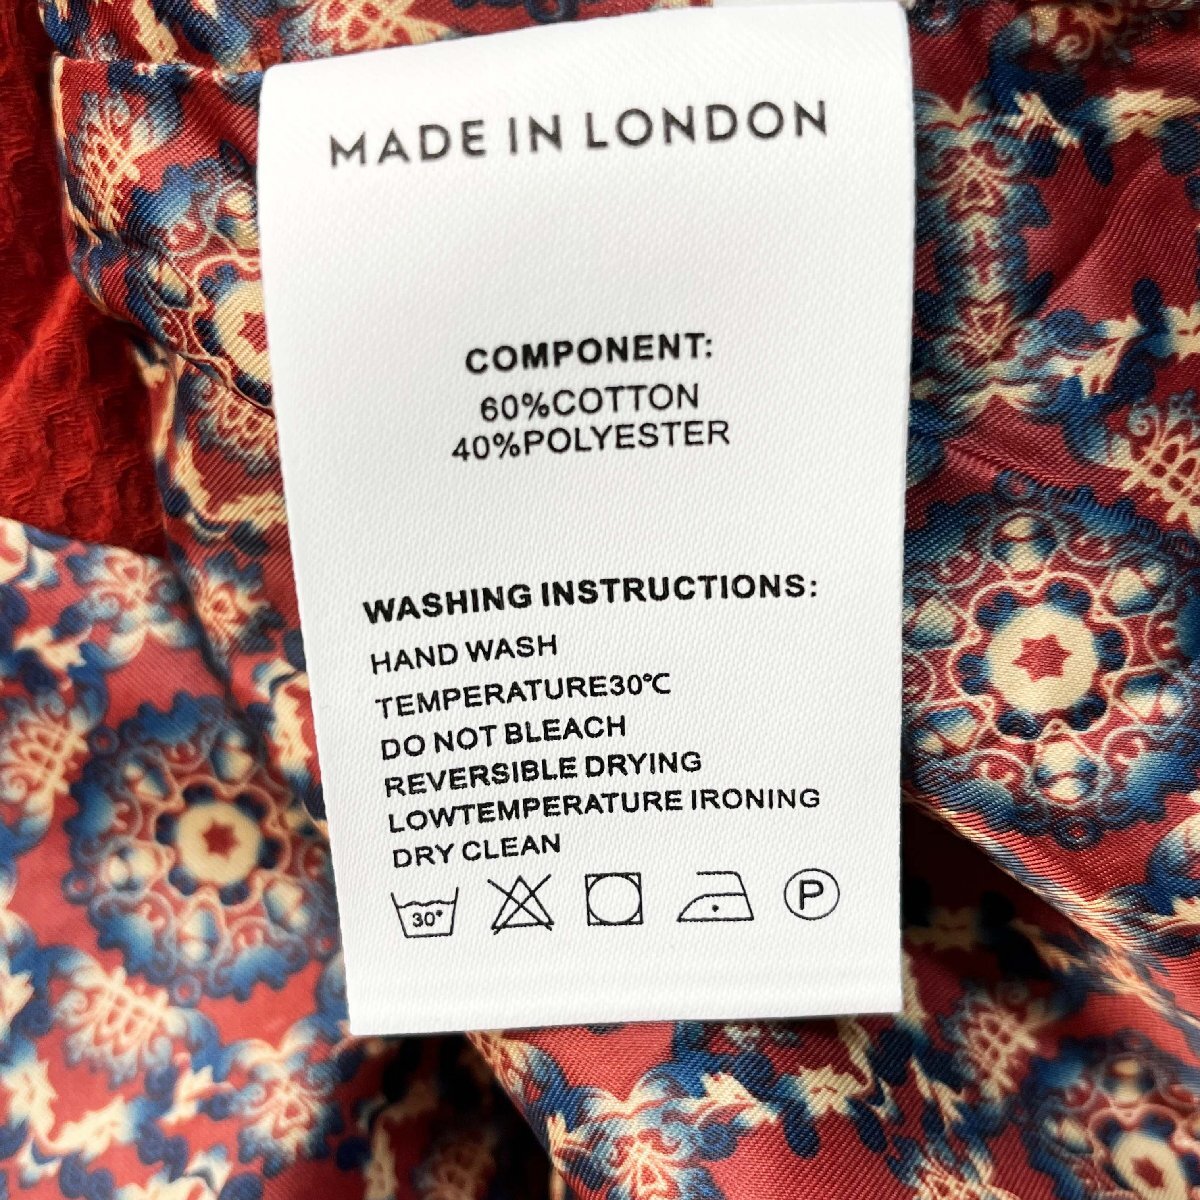 MADE IN LONDON
COMPONENT:
60%COTTON
40%POLYESTER
WASHING INSTRUCTIONS:
HAND WASH
TEMPERATURE30℃
DO NOT BLEACH
REVERSIBLE DRYING
LOWTEMPERATURE IRONING
DRY CLEAN
30° P